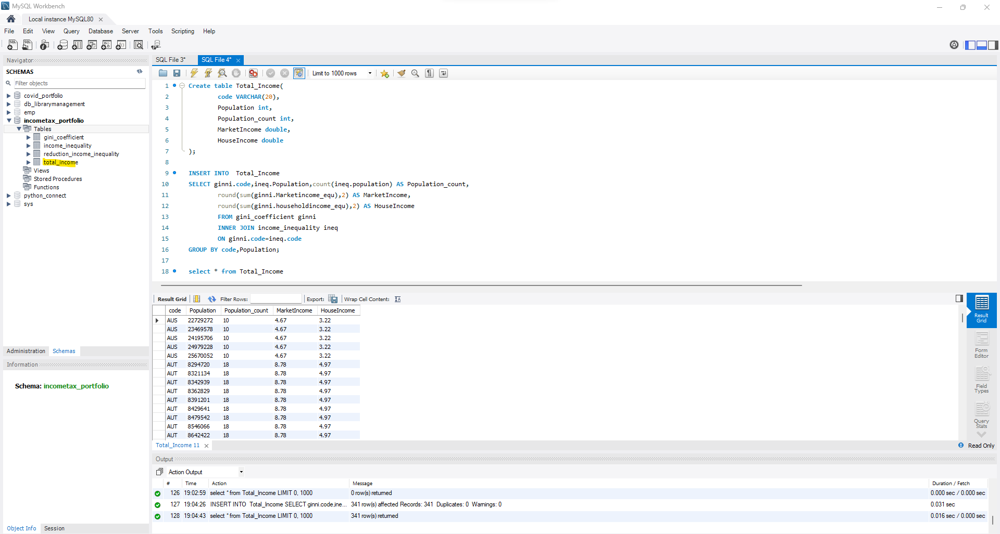 MySQL Workbench
Local instance MySQL80
File Edit View Query Database Server Tools Scripting Help
Navigator
SCHEMAS
Filter objects
covid_portfolio
db_librarymanagement
emp
incometax_portfolio
Tables
gini_coefficient
income_inequality
reduction_income_inequality
total_income
Views
Stored Procedures
Functions
python_connect
sys
Administration Schemas
Information
Schema: incometax_portfolio
Object Info Session
SQL File 3* SQL File 4*
Limit to 1000 rows
1 Create table Total_Income(
2 code VARCHAR(20),
3 Population int,
4 Population_count int,
5 MarketIncome double,
6 HouseIncome double
7 );
8
9 INSERT INTO  Total_Income
10 SELECT ginni.code,ineq.Population,count(ineq.population) AS Population_count,
11 round(sum(ginni.Marketincome_equ),2) AS MarketIncome,
12 round(sum(ginni.householdincome_equ),2) AS HouseIncome
13 FROM gini_coefficient ginni
14 INNER JOIN income_inequality ineq
15 ON ginni.code=ineq.code
16 GROUP BY code,Population;
17
18 select * from Total_Income
Result Grid Filter Rows: Export: Wrap Cell Content:
code Population Population_count MarketIncome HouseIncome
AUS 22729272 10 4.67 3.22
AUS 23469578 10 4.67 3.22
AUS 24195706 10 4.67 3.22
AUS 24979228 10 4.67 3.22
AUS 25670052 10 4.67 3.22
AUT 8294720 18 8.78 4.97
AUT 8321134 18 8.78 4.97
AUT 8342939 18 8.78 4.97
AUT 8362829 18 8.78 4.97
AUT 8391201 18 8.78 4.97
AUT 8429641 18 8.78 4.97
AUT 8479542 18 8.78 4.97
AUT 8546066 18 8.78 4.97
AUT 8642422 18 8.78 4.97
Result
Grid
Form
Editor
Field
Types
Query
Stats
Total_Income 11
Read Only
Output
Action Output
# Time Action Message Duration / Fetch
126 19:02:59 select * from Total_Income LIMIT 0, 1000 0 row(s) returned 0.000 sec / 0.000 sec
127 19:04:26 INSERT INTO  Total_Income SELECT ginni.code,ine... 341 row(s) affected Records: 341  Duplicates: 0  Warnings: 0 0.031 sec
128 19:04:43 select * from Total_Income LIMIT 0, 1000 341 row(s) returned 0.016 sec / 0.000 sec